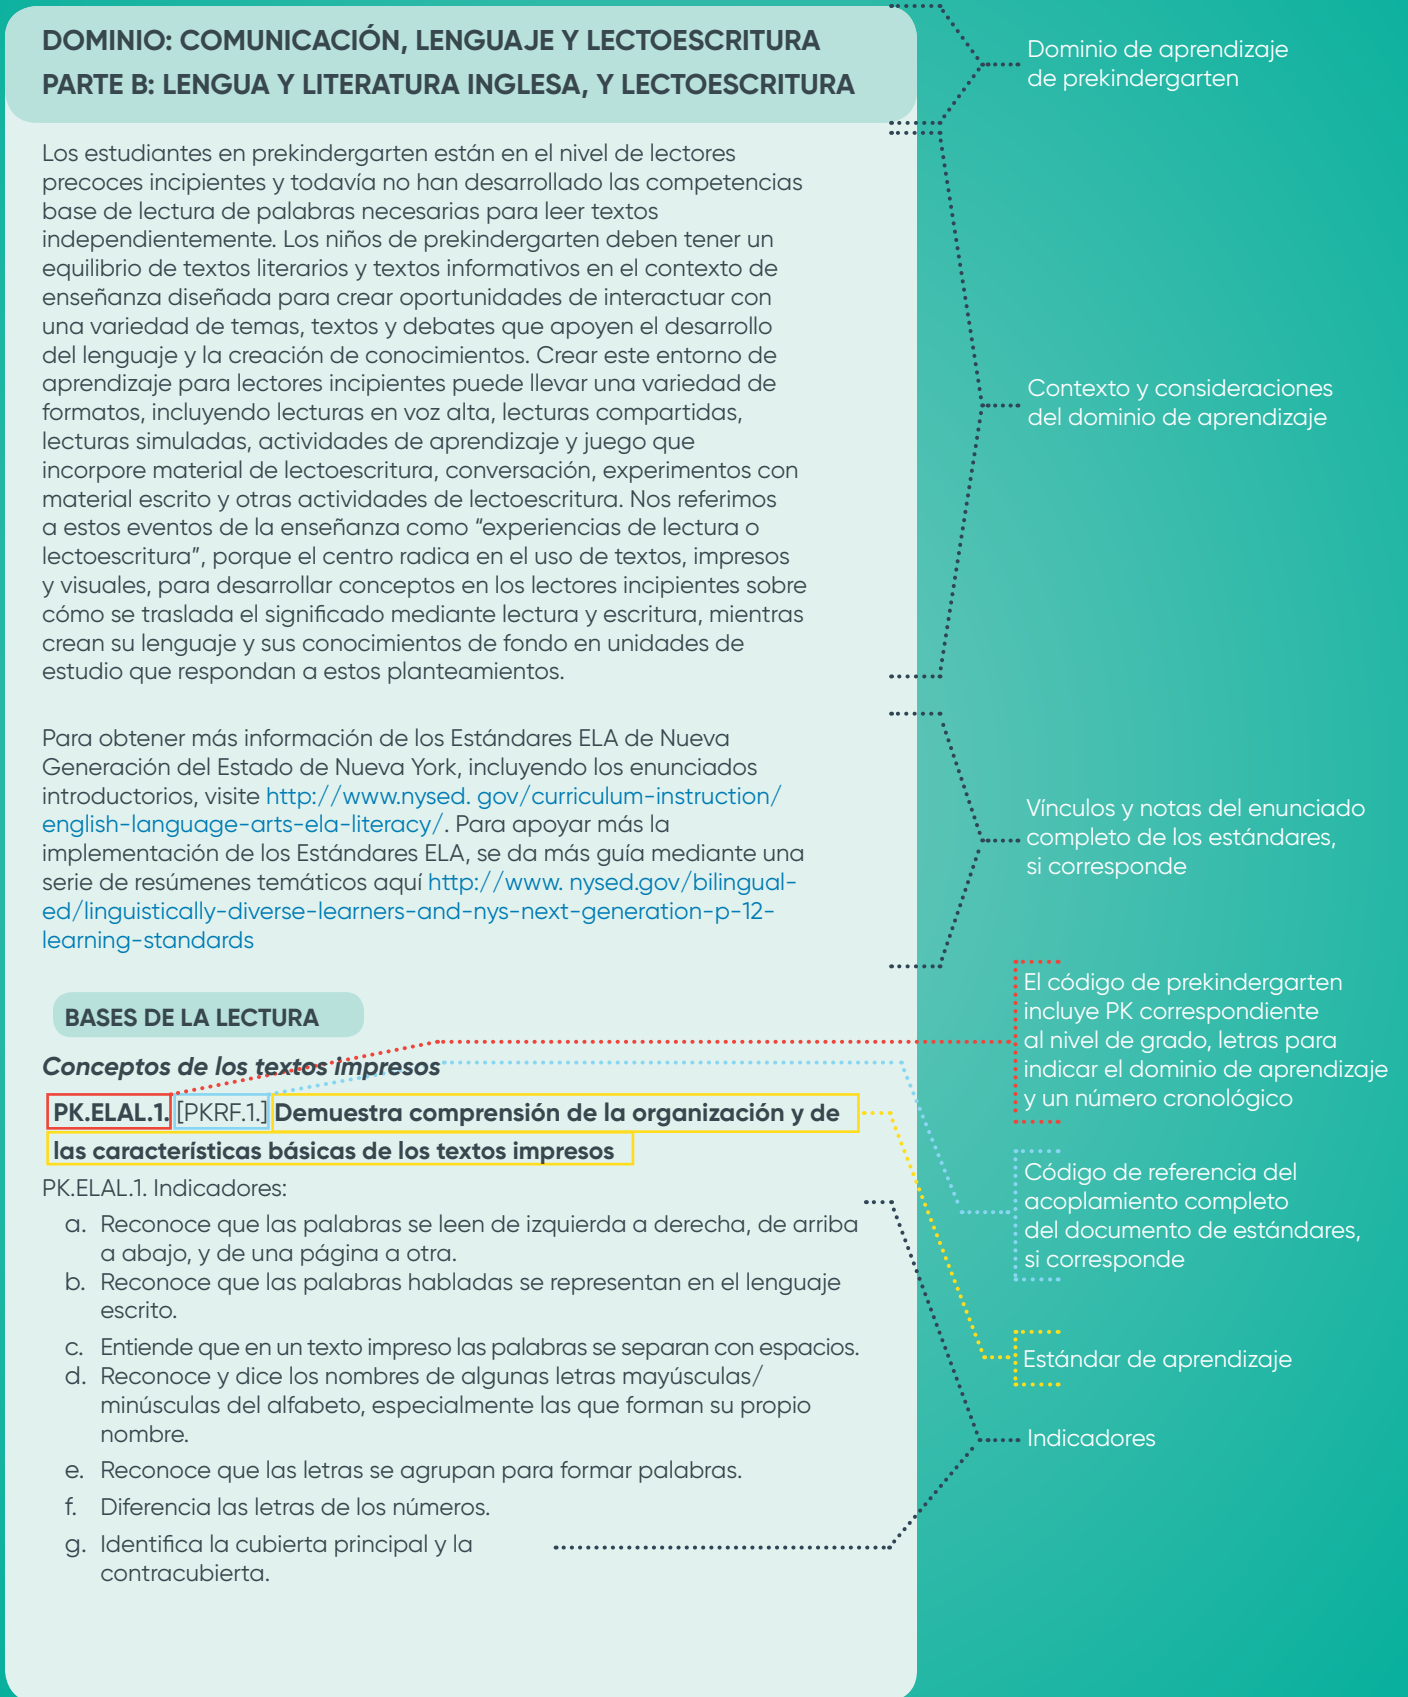 DOMINIO: COMUNICACIÓN, LENGUAJE Y LECTOESCRITURA
PARTE B: LENGUA Y LITERATURA INGLESA, Y LECTOESCRITURA
Los estudiantes en prekindergarten están en el nivel de lectores
precoces incipientes y todavía no han desarrollado las competencias
base de lectura de palabras necesarias para leer textos
independientemente. Los niños de prekindergarten deben tener un
equilibrio de textos literarios y textos informativos en el contexto de
enseñanza diseñada para crear oportunidades de interactuar con
una variedad de temas, textos y debates que apoyen el desarrollo
del lenguaje y la creación de conocimientos. Crear este entorno de
aprendizaje para lectores incipientes puede llevar una variedad de
formatos, incluyendo lecturas en voz alta, lecturas compartidas,
lecturas simuladas, actividades de aprendizaje y juego que
incorpore material de lectoescritura, conversación, experimentos con
material escrito y otras actividades de lectoescritura. Nos referimos
a estos eventos de la enseñanza como “experiencias de lectura o
lectoescritura”, porque el centro radica en el uso de textos, impresos
y visuales, para desarrollar conceptos en los lectores incipientes sobre
cómo se traslada el significado mediante lectura y escritura, mientras
crean su lenguaje y sus conocimientos de fondo en unidades de
estudio que respondan a estos planteamientos.
Para obtener más información de los Estándares ELA de Nueva
Generación del Estado de Nueva York, incluyendo los enunciados
introductorios, visite http://www.nysed. gov/curriculum-instruction/
english-language-arts-ela-literacy/. Para apoyar más la
implementación de los Estándares ELA, se da más guía mediante una
serie de resúmenes temáticos aquí http://www. nysed.gov/bilingual-
ed/linguistically-diverse-learners-and-nys-next-generation-p-12-
learning-standards
BASES DE LA LECTURA
Conceptos de los textos impresos
PK.ELAL.1. [PKRF.1.] Demuestra comprensión de la organización y de
las características básicas de los textos impresos
PK.ELAL.1. Indicadores:
a. Reconoce que las palabras se leen de izquierda a derecha, de arriba
a abajo, y de una página a otra.
b. Reconoce que las palabras habladas se representan en el lenguaje
escrito.
c. Entiende que en un texto impreso las palabras se separan con espacios.
d. Reconoce y dice los nombres de algunas letras mayúsculas/
minúsculas del alfabeto, especialmente las que forman su propio
nombre.
e. Reconoce que las letras se agrupan para formar palabras.
f. Diferencia las letras de los números.
g. Identifica la cubierta principal y la
contracubierta.
Dominio de aprendizaje
de prekindergarten
Contexto y consideraciones
del dominio de aprendizaje
Vínculos y notas del enunciado
completo de los estándares,
si corresponde
El código de prekindergarten
incluye PK correspondiente
al nivel de grado, letras para
indicar el dominio de aprendizaje
y un número cronológico
Código de referencia del
acoplamiento completo
del documento de estándares,
si corresponde
Estándar de aprendizaje
Indicadores